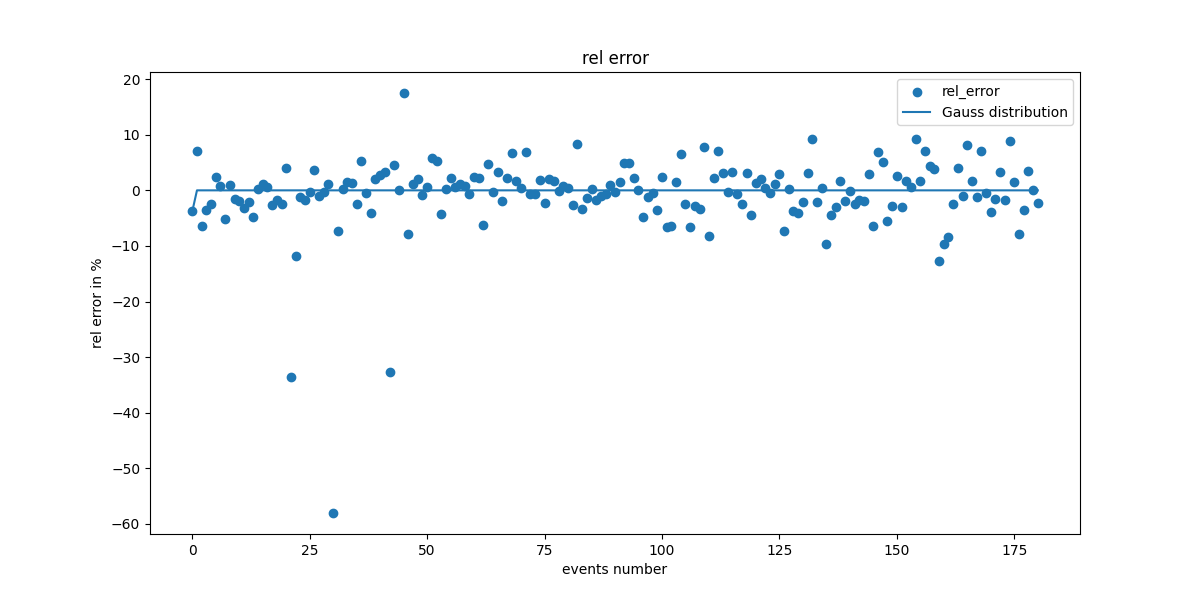 rel error
rel_error
Gauss distribution
20
10
0
−10
−20
−30
−40
−50
−60
rel error in %
0 25 50 75 100 125 150 175
events number